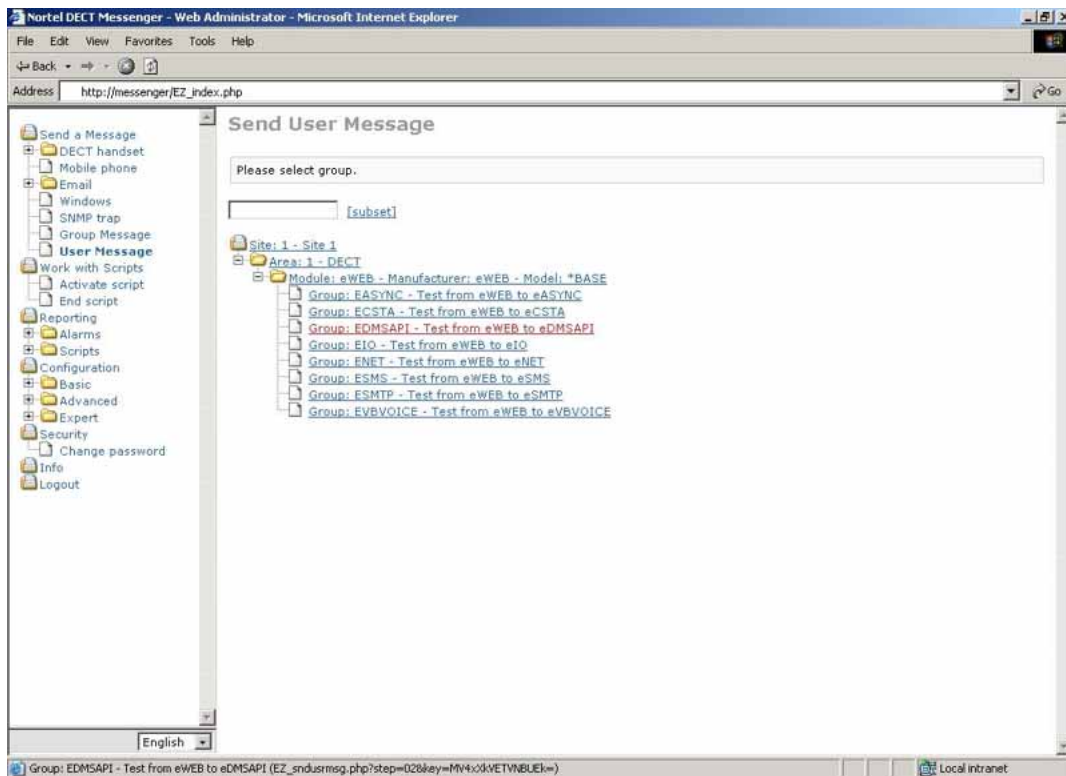 Nortel DECT Messenger - Web Administrator - Microsoft Internet Explorer
File Edit View Favorites Tools Help
Back
Address http://messenger/EZ_index.php Go
Send a Message
DECT handset
Mobile phone
Email
Windows
SNMP trap
Group Message
User Message
Work with Scripts
Activate script
End script
Reporting
Alarms
Scripts
Configuration
Basic
Advanced
Expert
Security
Change password
Info
Logout
English
Send User Message
Please select group.
[subset]
Site: 1 - Site 1
Area: 1 - DECT
Module: eWEB - Manufacturer: eWEB - Model: *BASE
Group: EASYNC - Test from eWEB to eASYNC
Group: ECSTA - Test from eWEB to eCSTA
Group: EDMSAPI - Test from eWEB to eDMSAPI
Group: EIO - Test from eWEB to eIO
Group: ENET - Test from eWEB to eNET
Group: ESMS - Test from eWEB to eSMS
Group: ESMTP - Test from eWEB to eSMTP
Group: EVBVOICE - Test from eWEB to eVBVOICE
Group: EDMSAPI - Test from eWEB to eDMSAPI Local intranet